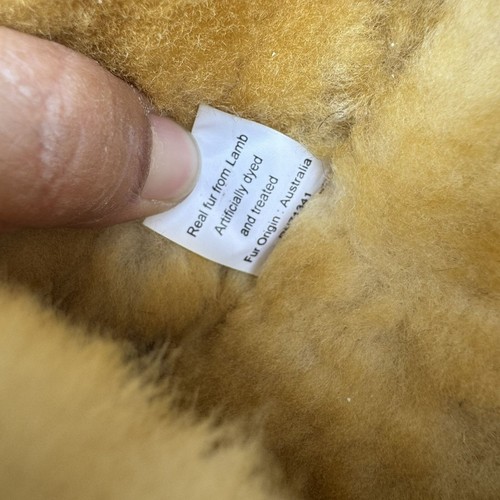 Real fur from Lamb
Artificially dyed
and treated
Fur Origin : Australia